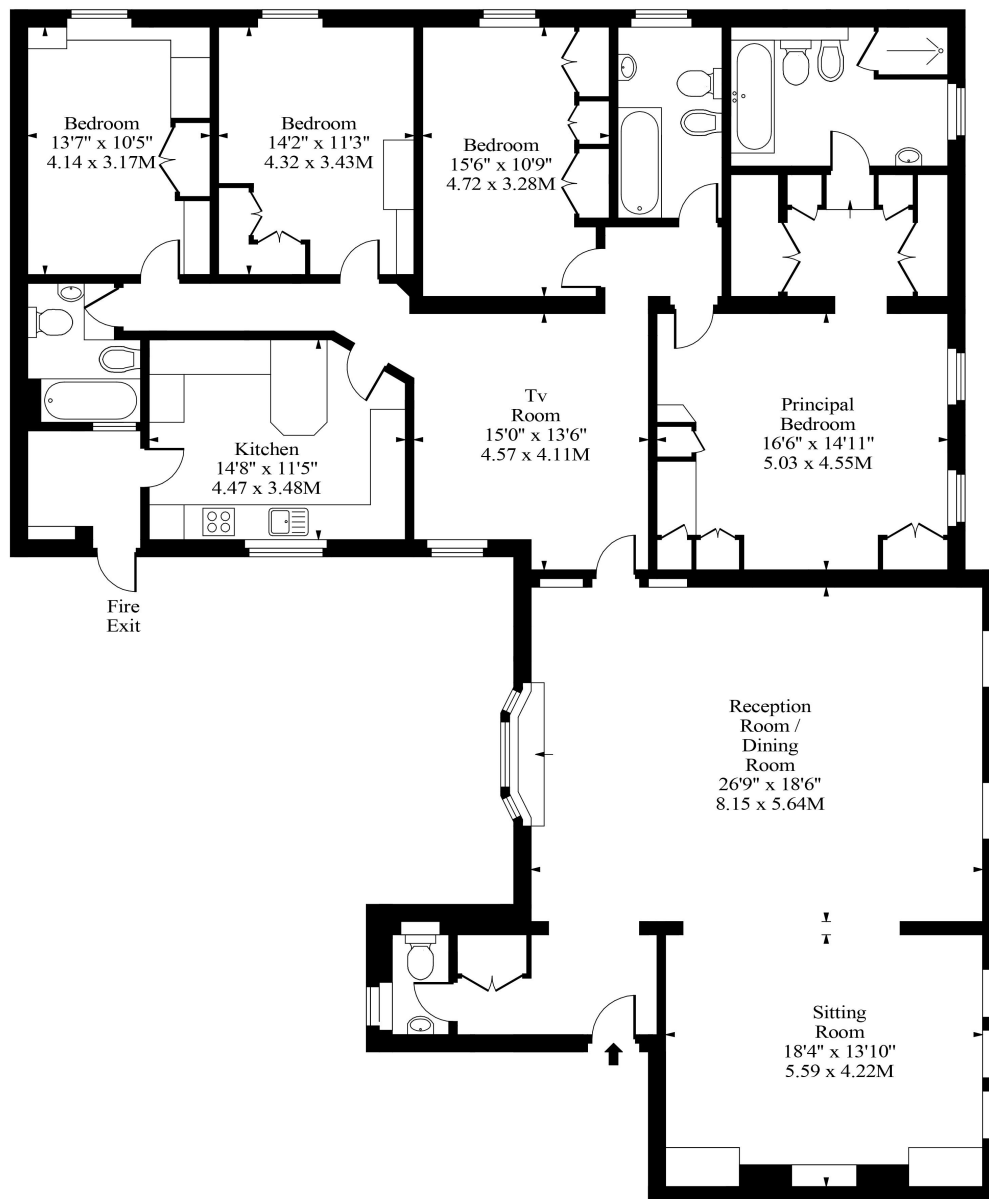 Bedroom
13'7" x 10'5"
4.14 x 3.17M
Bedroom
14'2" x 11'3"
4.32 x 3.43M
Bedroom
15'6" x 10'9"
4.72 x 3.28M
Kitchen
14'8" x 11'5"
4.47 x 3.48M
Tv
Room
15'0" x 13'6"
4.57 x 4.11M
Principal
Bedroom
16'6" x 14'11"
5.03 x 4.55M
Fire
Exit
Reception
Room /
Dining
Room
26'9" x 18'6"
8.15 x 5.64M
Sitting
Room
18'4" x 13'10"
5.59 x 4.22M